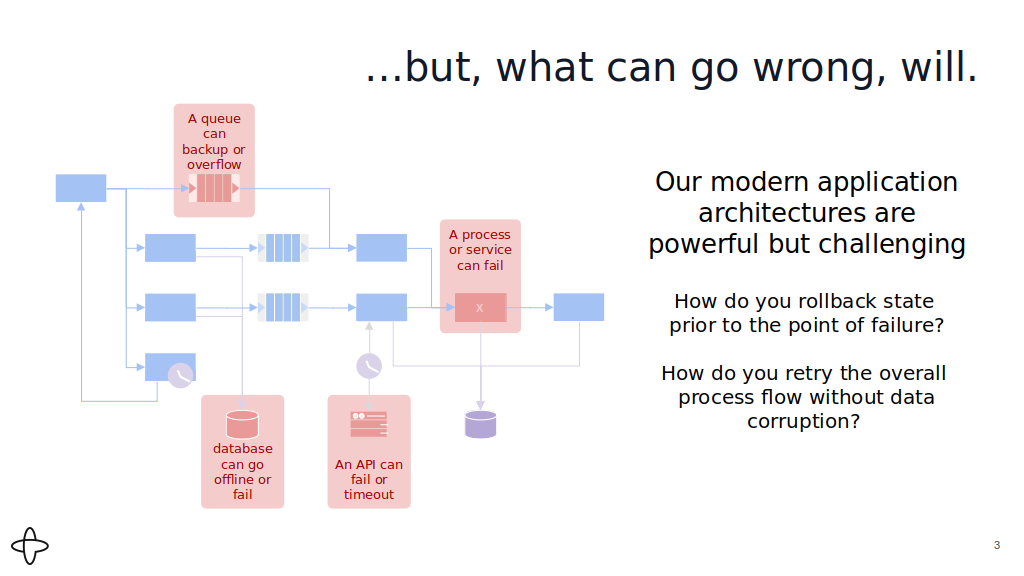 ...but, what can go wrong, will.
A queue
can
backup or
overflow
A process
or service
can fail
X
database
can go
offline or
fail
An API can
fail or
timeout
Our modern application
architectures are
powerful but challenging
How do you rollback state
prior to the point of failure?
How do you retry the overall
process flow without data
corruption?
3